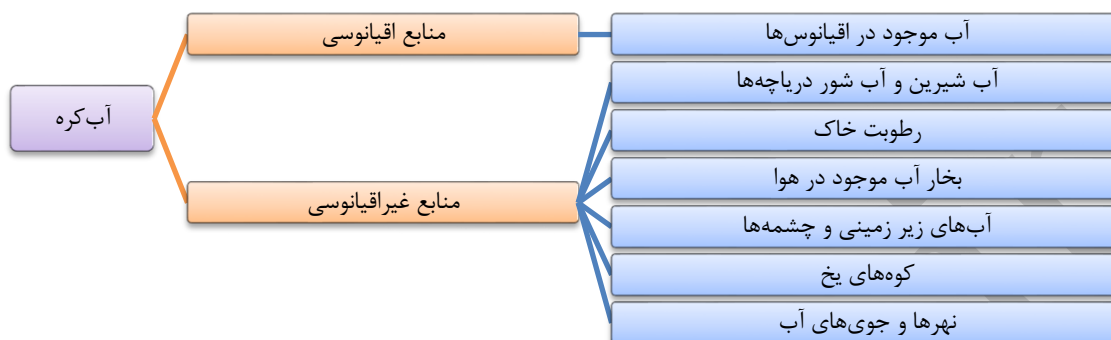 آب‌کره
منابع اقیانوسی
آب موجود در اقیانوس‌ها
منابع غیراقیانوسی
آب شیرین و آب شور دریاچه‌ها
رطوبت خاک
بخار آب موجود در هوا
آب‌های زیر زمینی و چشمه‌ها
کوه‌های یخ
نهرها و جوی‌های آب